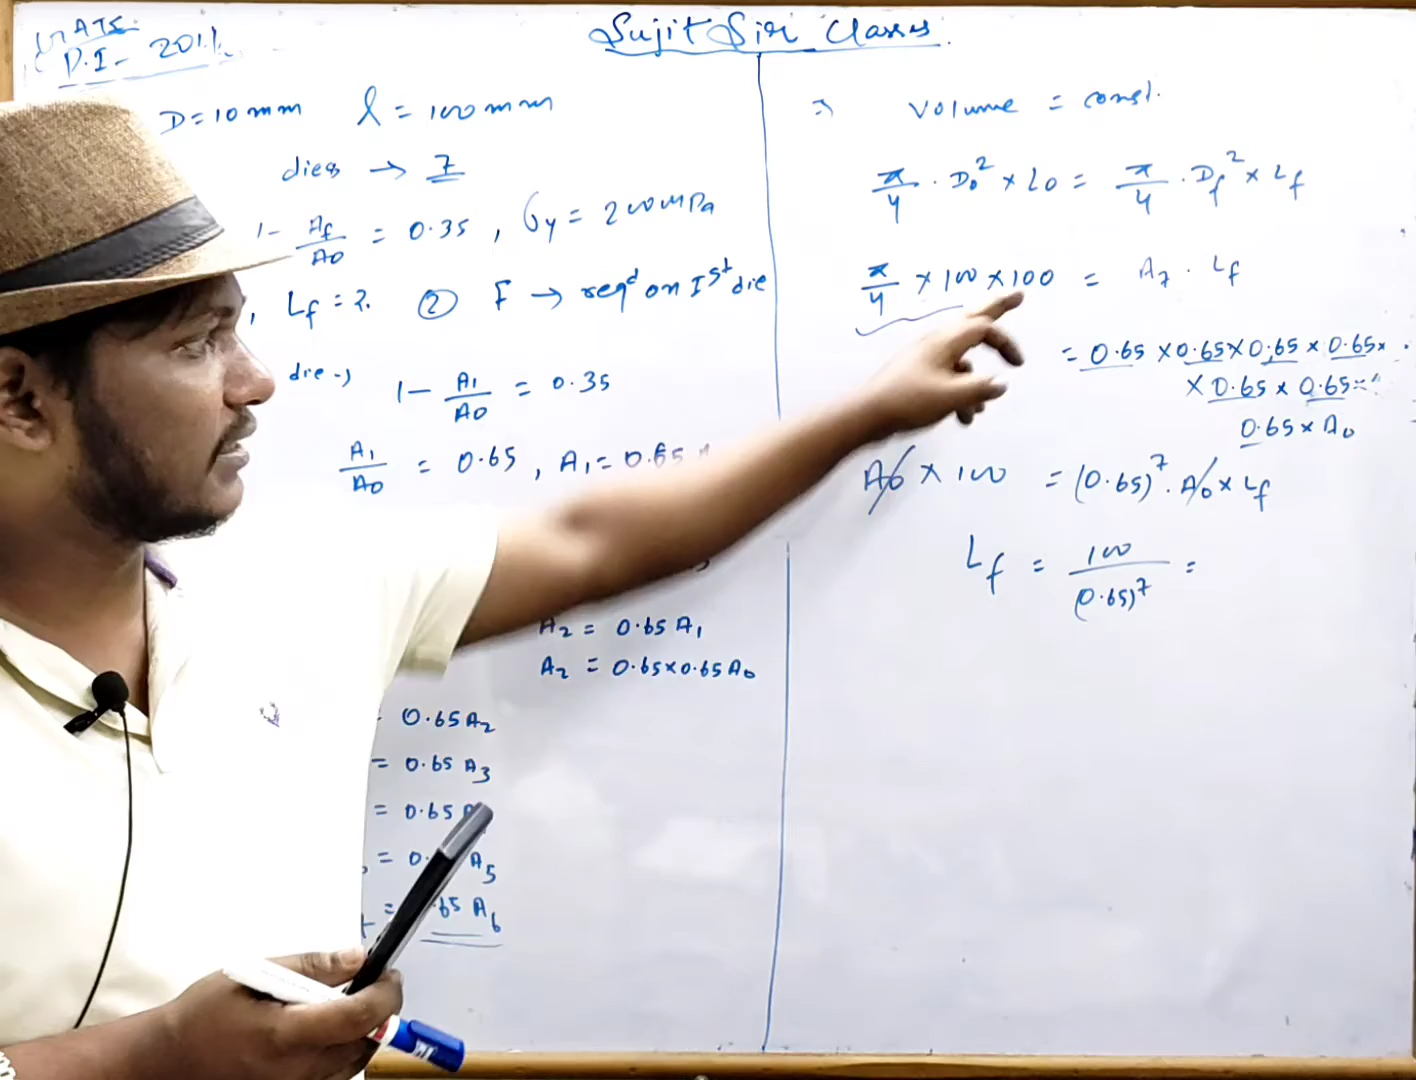 GATE
P.I - 2011
Sujit Sir Classes
D = 10 mm l = 100 mm
dies → 7
1 - Af/A0 = 0.35 , σy = 200 MPa
, Lf = ?. ② F → reqd on Ist die
die →
1 - A1/A0 = 0.35
A1/A0 = 0.65 , A1 = 0.65
A2 = 0.65 A1
A2 = 0.65×0.65 A0
0.65 A2
= 0.65 A3
= 0.65
= 0. A5
= .65 A6
⇒ Volume = const.
π/4 . D0² × L0 = π/4 . Df² × Lf
π/4 × 100 × 100 = A7 . Lf
= 0.65 × 0.65 × 0.65 × 0.65 ×
× 0.65 × 0.65 ×
0.65 × A0
A0 × 100 = (0.65)⁷ . A0 × Lf
Lf = 100/(0.65)⁷ =